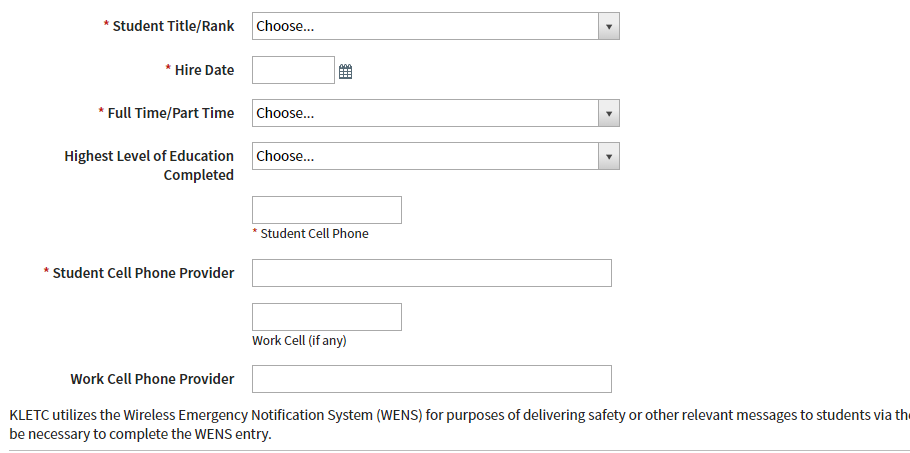 * Student Title/Rank Choose...
* Hire Date
* Full Time/Part Time Choose...
Highest Level of Education Choose...
Completed
* Student Cell Phone
* Student Cell Phone Provider
Work Cell (if any)
Work Cell Phone Provider
KLETC utilizes the Wireless Emergency Notification System (WENS) for purposes of delivering safety or other relevant messages to students via
be necessary to complete the WENS entry.